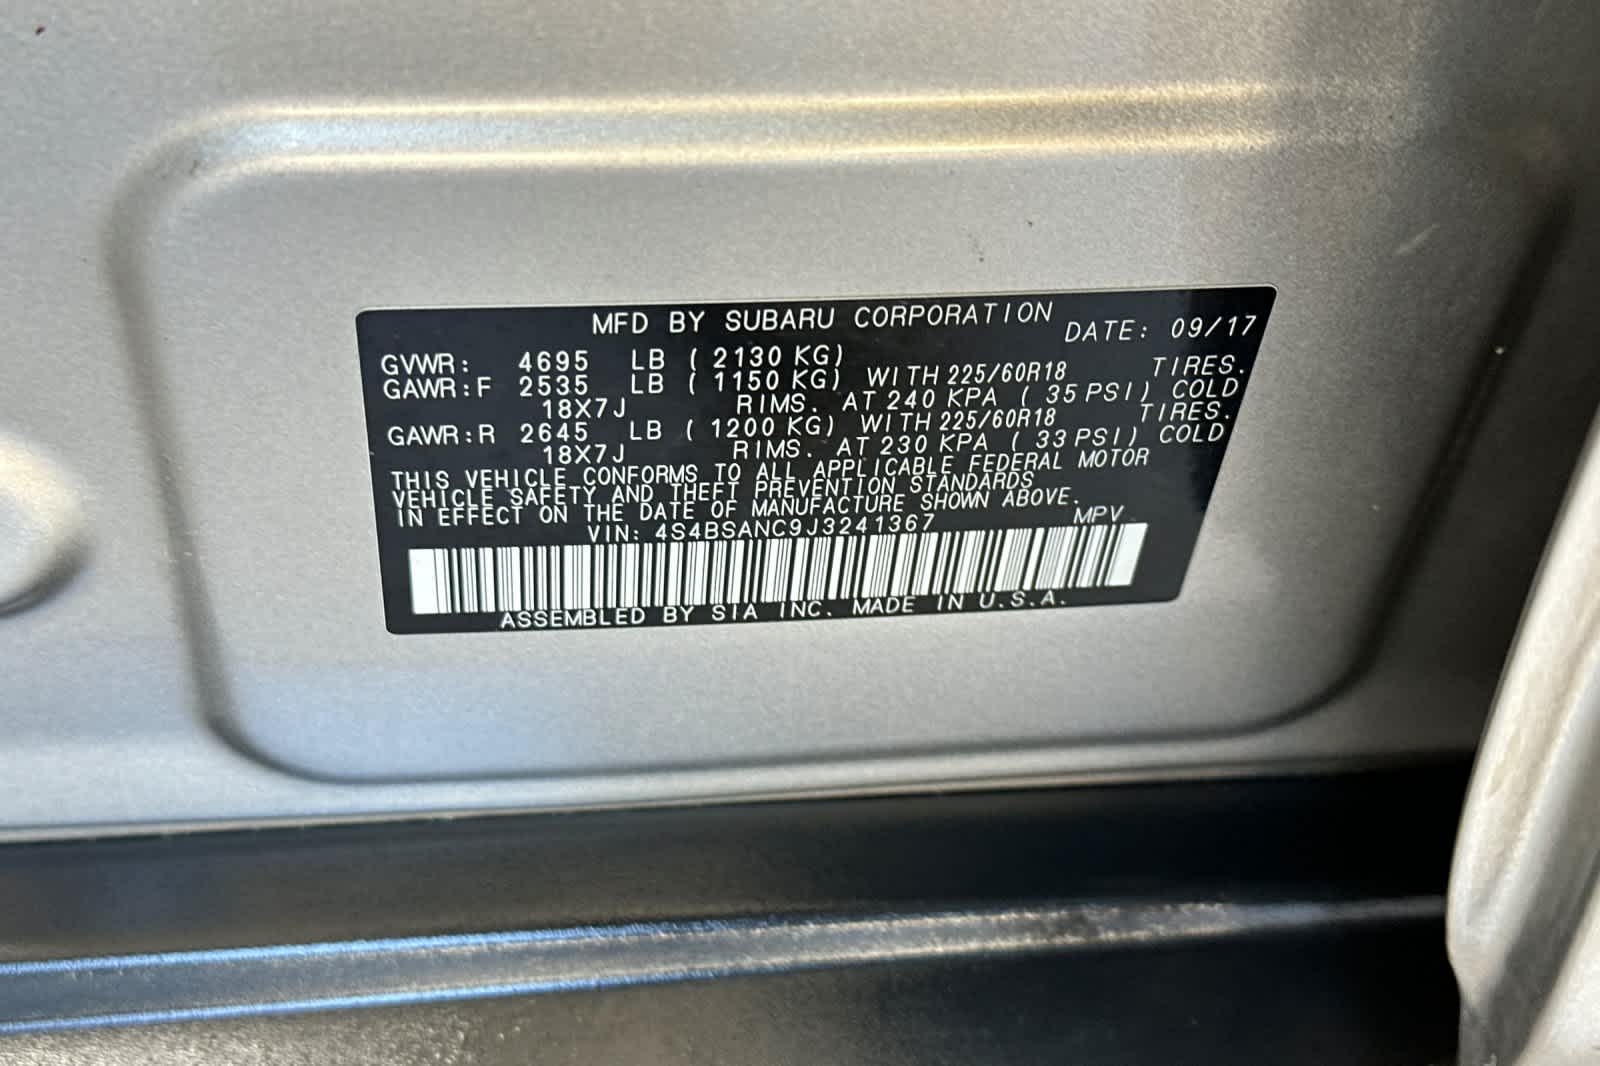 MFD BY SUBARU CORPORATION DATE: 09/17
GVWR: 4695 LB ( 2130 KG)
GAWR:F 2535 LB ( 1150 KG) WITH 225/60R18 TIRES.
18X7J RIMS. AT 240 KPA ( 35 PSI) COLD
GAWR:R 2645 LB ( 1200 KG) WITH 225/60R18 TIRES.
18X7J RIMS. AT 230 KPA ( 33 PSI) COLD
THIS VEHICLE CONFORMS TO ALL APPLICABLE FEDERAL MOTOR
VEHICLE SAFETY AND THEFT PREVENTION STANDARDS
IN EFFECT ON THE DATE OF MANUFACTURE SHOWN ABOVE.
VIN: 4S4BSANC9J3241367 MPV
ASSEMBLED BY SIA INC. MADE IN U.S.A.